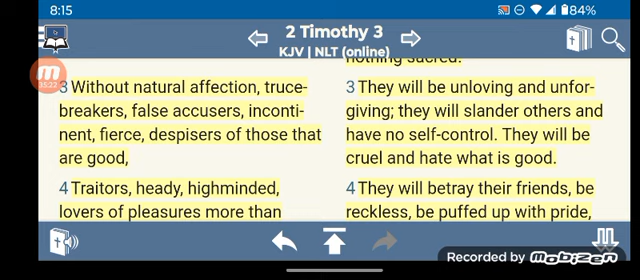 8:15
84%
2 Timothy 3
KJV | NLT (online)
15:22
3 Without natural affection, truce-
breakers, false accusers, inconti-
nent, fierce, despisers of those that
are good,
4 Traitors, heady, highminded,
lovers of pleasures more than
nothing sacred.
3 They will be unloving and unfor-
giving; they will slander others and
have no self-control. They will be
cruel and hate what is good.
4 They will betray their friends, be
reckless, be puffed up with pride,
Recorded by
MOBIZEN